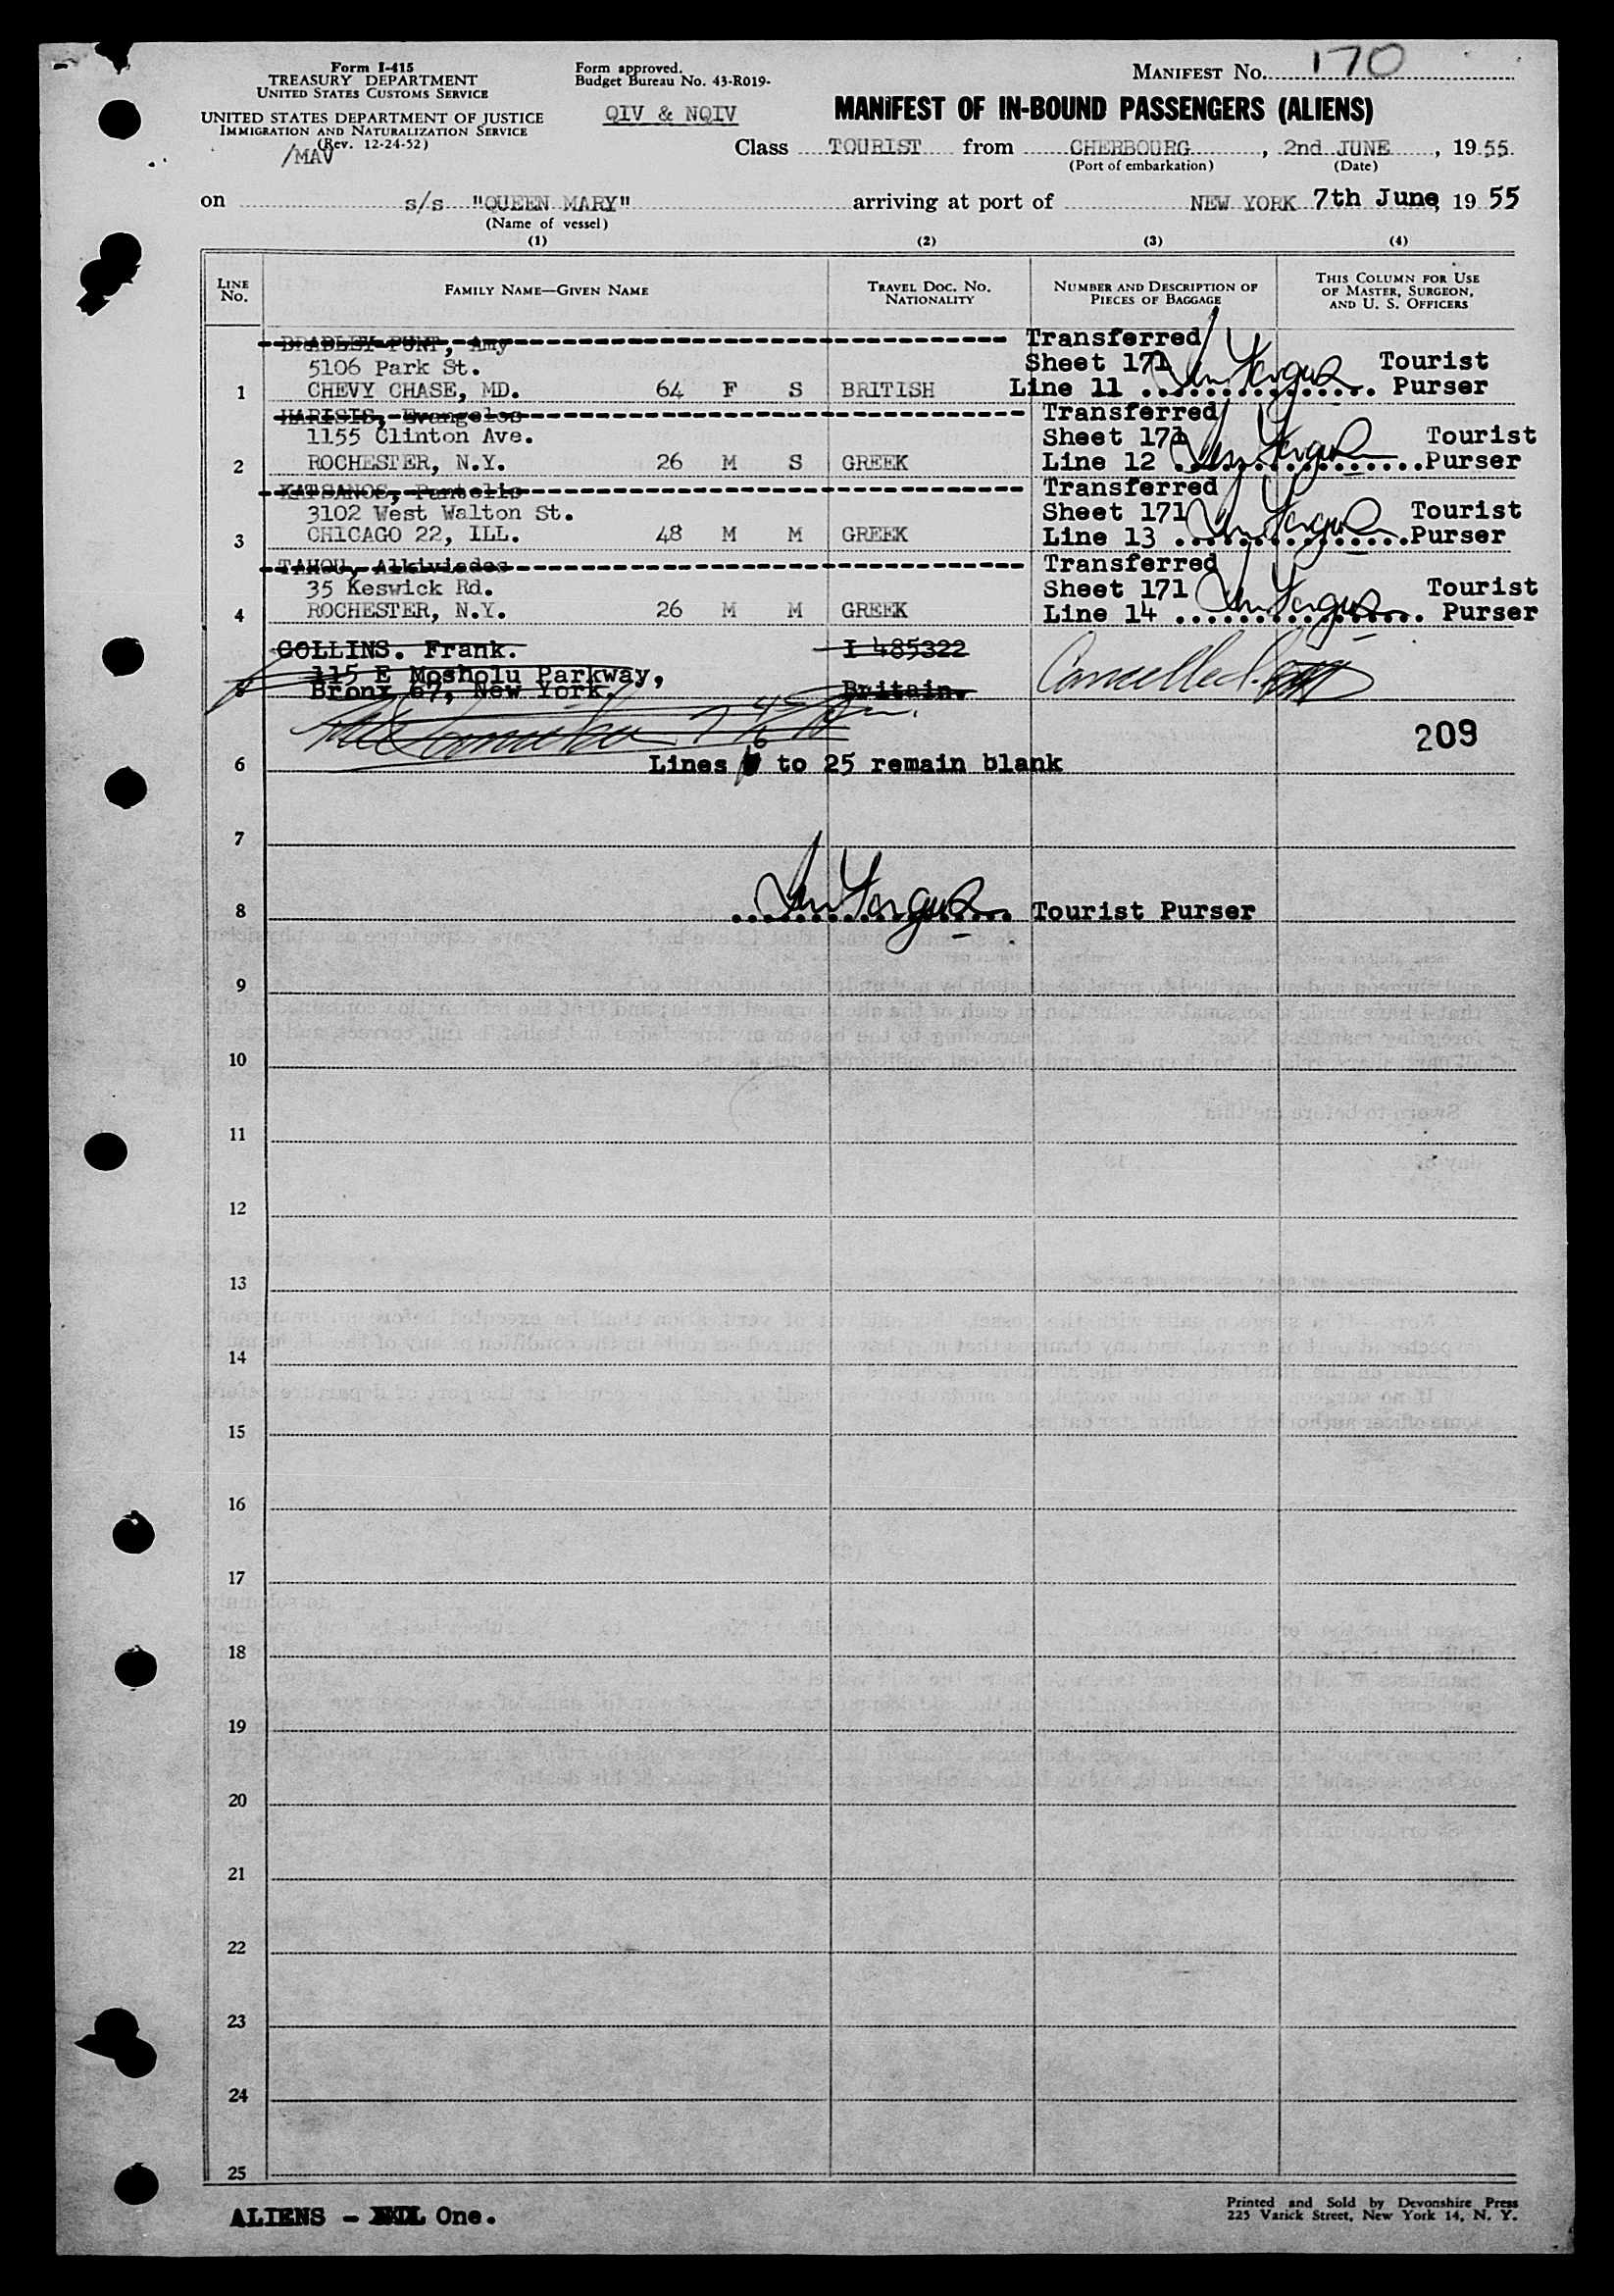 Form I-415
TREASURY DEPARTMENT
UNITED STATES CUSTOMS SERVICE
UNITED STATES DEPARTMENT OF JUSTICE
IMMIGRATION AND NATURALIZATION SERVICE
(Rev. 12-24-52)
/MAV
Form approved.
Budget Bureau No. 43-R019-
QIV & NQIV
MANIFEST NO. 170
MANIFEST OF IN-BOUND PASSENGERS (ALIENS)
Class TOURIST from CHERBOURG, 2nd JUNE, 1955.
(Port of embarkation) (Date)
on s/s "QUEEN MARY" arriving at port of NEW YORK 7th June, 1955
(Name of vessel)
(1) (2) (3) (4)
LINE NO.
FAMILY NAME—GIVEN NAME
TRAVEL DOC. NO. NATIONALITY
NUMBER AND DESCRIPTION OF PIECES OF BAGGAGE
THIS COLUMN FOR USE OF MASTER, SURGEON, AND U. S. OFFICERS
BRADLEY-PUNT, Amy Transferred
5106 Park St. Sheet 171 Tourist
1 CHEVY CHASE, MD. 64 F S BRITISH Line 11 Purser
HARISIS, Evangelos Transferred
1155 Clinton Ave. Sheet 171 Tourist
2 ROCHESTER, N.Y. 26 M S GREEK Line 12 Purser
KATSANOS, Pantelis Transferred
3102 West Walton St. Sheet 171 Tourist
3 CHICAGO 22, ILL. 48 M M GREEK Line 13 Purser
TAHOU, Alkiviades Transferred
35 Keswick Rd. Sheet 171 Tourist
4 ROCHESTER, N.Y. 26 M M GREEK Line 14 Purser
COLLINS. Frank. I 485322
115 E Mosholu Parkway, Cancelled
5 Bronx 67, New York. Britain.
209
6 Lines 6 to 25 remain blank
7
8 Tourist Purser
9
10
11
12
13
14
15
16
17
18
19
20
21
22
23
24
25
ALIENS - One.
Printed and Sold by Devonshire Press
225 Varick Street, New York 14, N. Y.